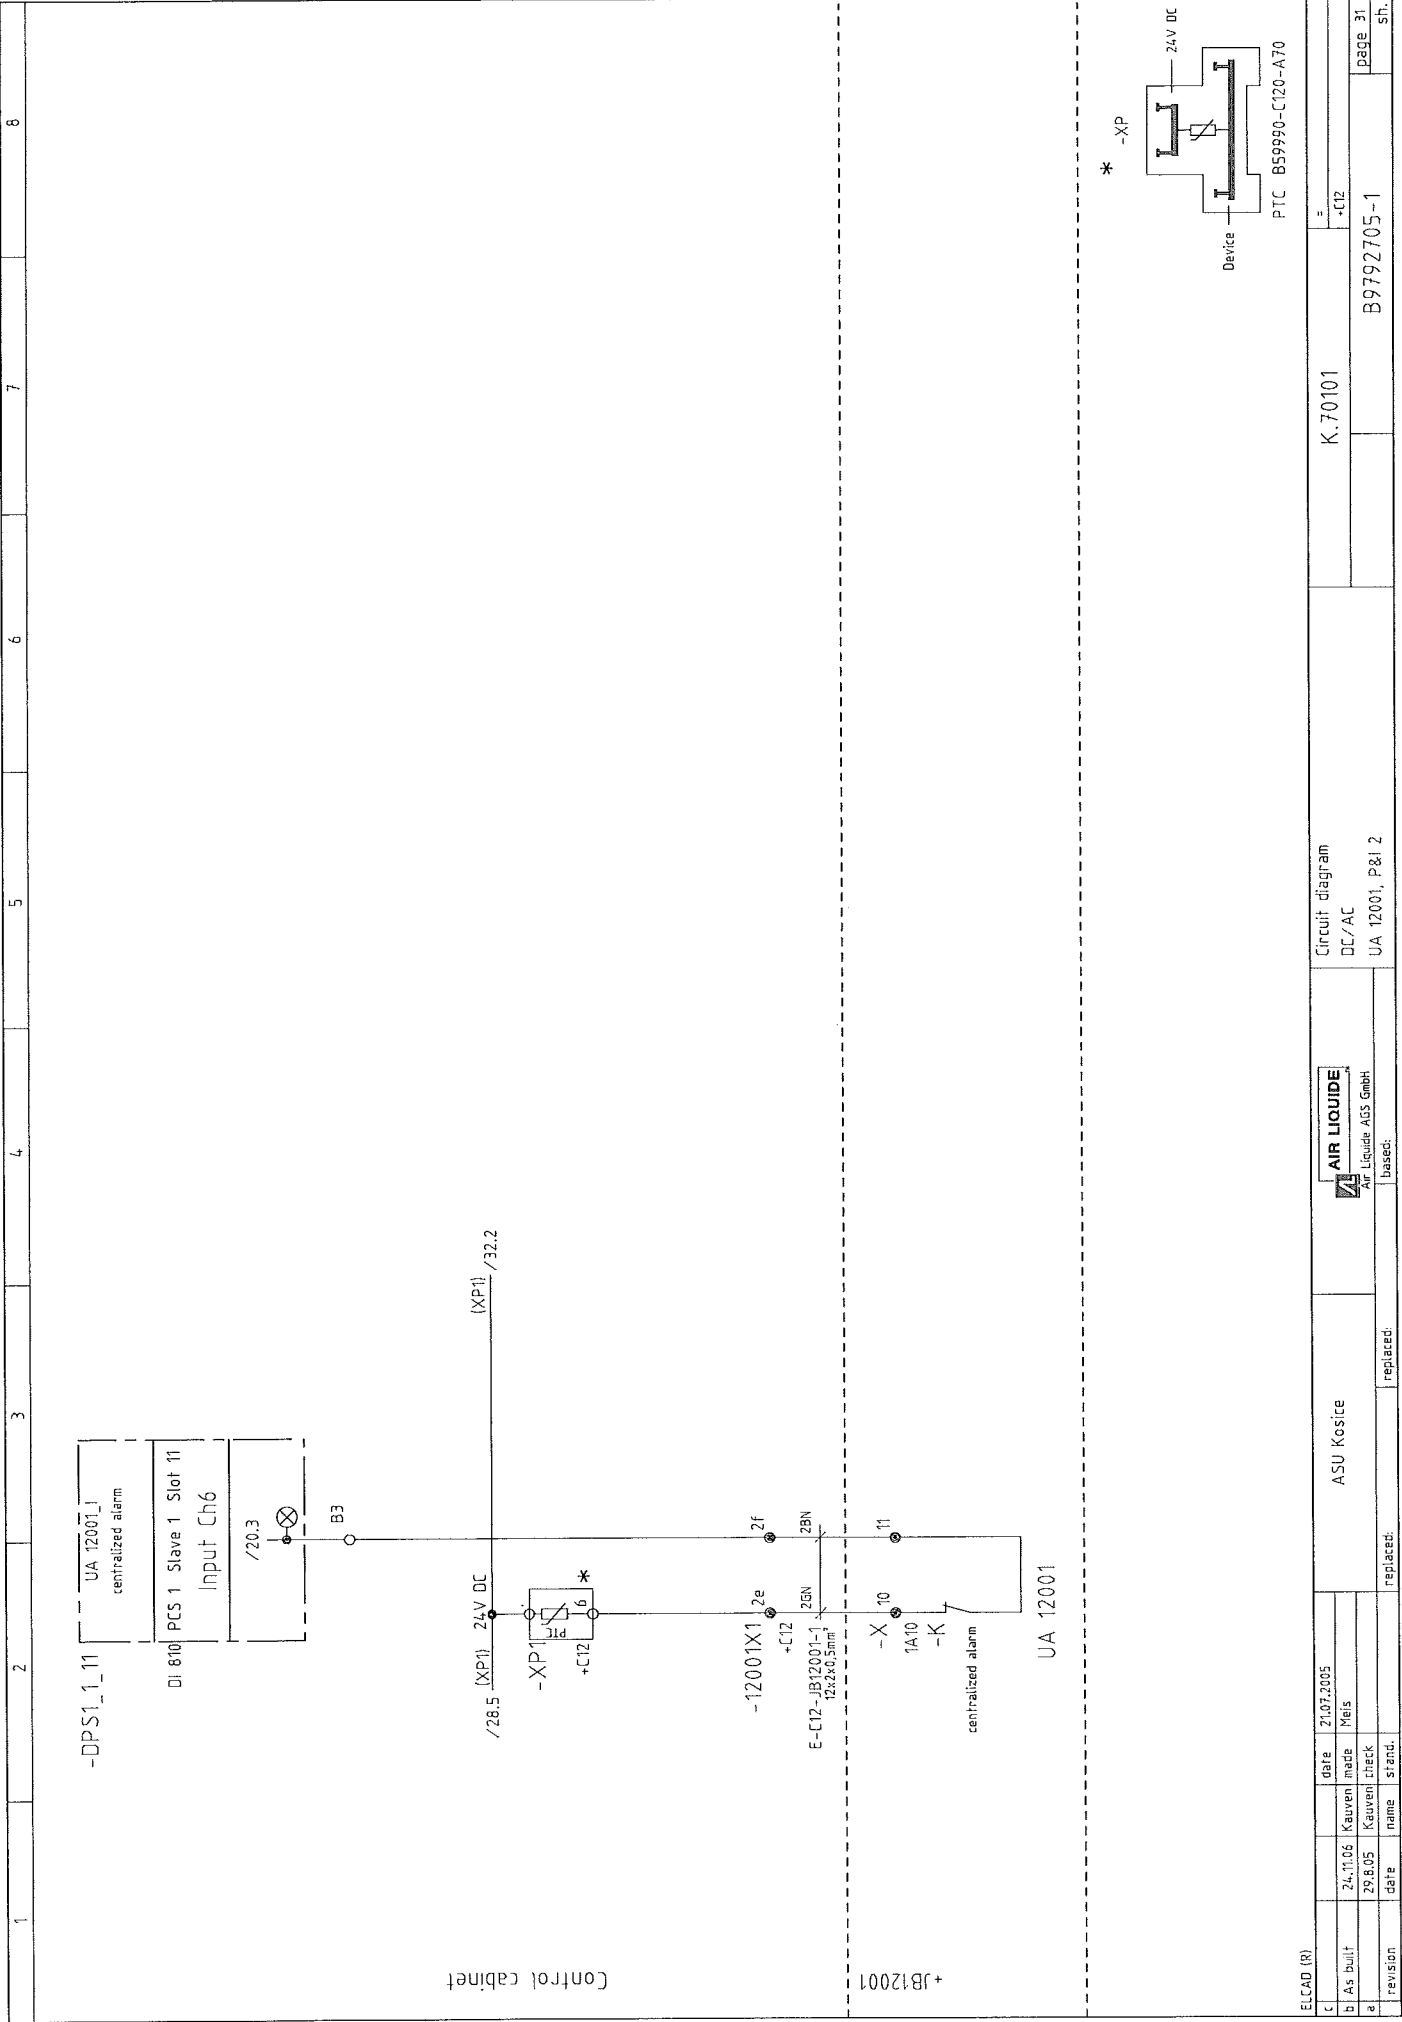 1
2
3
4
5
6
7
8
-DPS1_1_11
UA 12001_I
centralized alarm
DI 810
PCS 1 Slave 1 Slot 11
Input Ch6
/20.3
B3
/28.5
(XP1)
24V DC
(XP1)
/32.2
-XP1
PTC
6
*
+C12
Control cabinet
-12001X1
2e
2f
+C12
E-C12-JB12001-1
12x2x0,5mm²
2GN
2BN
+JB12001
-X
10
11
1A10
-K
centralized alarm
UA 12001
*
-XP
24V DC
Device
PTC B59990-C120-A70
ELCAD (R)
c
b As built 24.11.06 Kauven
a 29.8.05 Kauven
revision date name
date 21.07.2005
made Meis
check
stand.
ASU Kosice
replaced:
replaced:
AIR LIQUIDE
Air Liquide AGS GmbH
based:
Circuit diagram
DC/AC
UA 12001, P&I 2
K.70101
=
+C12
B9792705-1
page 31
sh.